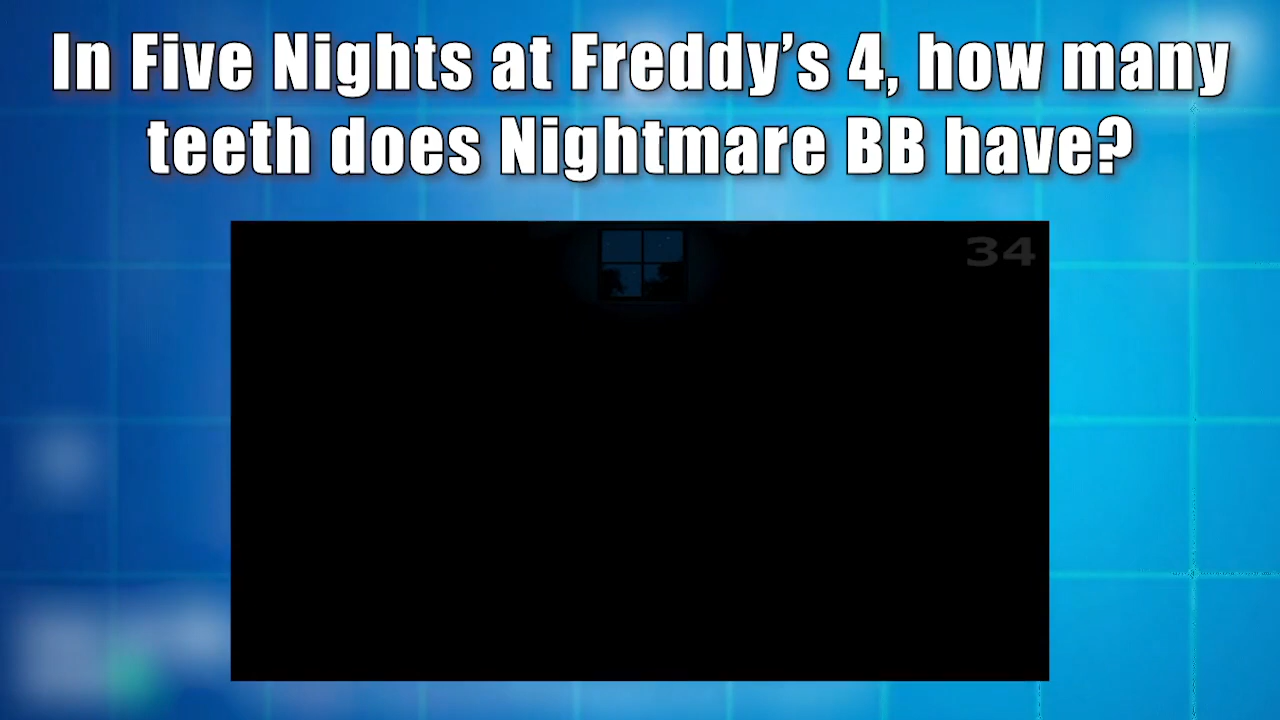 In Five Nights at Freddy’s 4, how many
teeth does Nightmare BB have?
34